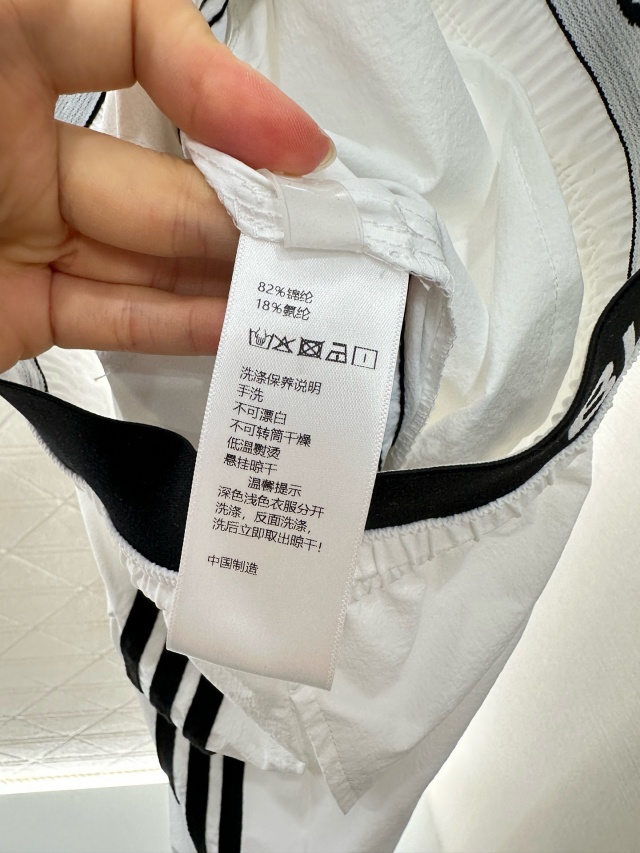 82%锦纶
18%氨纶
洗涤保养说明
手洗
不可漂白
不可转筒干燥
低温熨烫
悬挂晾干
温馨提示
深色浅色衣服分开
洗涤，反面洗涤，
洗后立即取出晾干!
中国制造